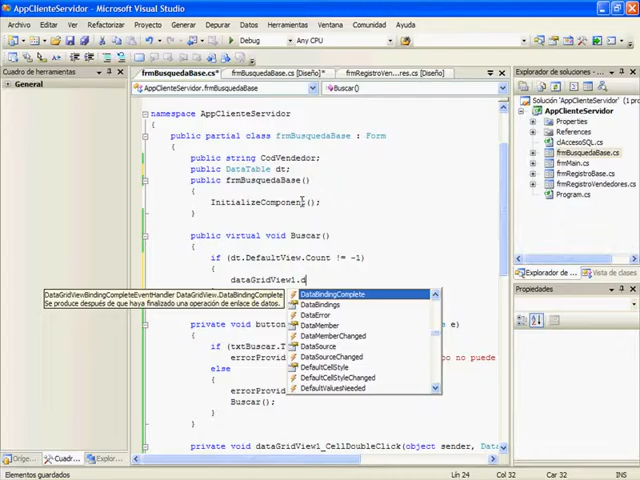 AppClienteServidor - Microsoft Visual Studio
Archivo Editar Ver Refactorizar Proyecto Generar Depurar Datos Herramientas Ventana Comunidad Ayuda
Debug Any CPU
Cuadro de herramientas
General
frmBusquedaBase.cs* frmBusquedaBase.cs [Diseño]* frmRegistroVen...res.cs [Diseño]
AppClienteServidor.frmBusquedaBase Buscar()
namespace AppClienteServidor
{
public partial class frmBusquedaBase : Form
{
public string CodVendedor;
public DataTable dt;
public frmBusquedaBase()
{
InitializeComponent();
}
public virtual void Buscar()
{
if (dt.DefaultView.Count != -1)
{
dataGridView1.d
DataGridViewBindingCompleteEventHandler DataGridView.DataBindingComplete
Se produce después de que haya finalizado una operación de enlace de datos.
DataBindingComplete
DataBindings
DataError
DataMember
DataMemberChanged
DataSource
DataSourceChanged
DefaultCellStyle
DefaultCellStyleChanged
DefaultValuesNeeded
private void button e)
{
if (txtBuscar.T
errorProvid po no puede
else
{
errorProvid
Buscar();
}
private void dataGridView1_CellDoubleClick(object sender, Data
Explorador de soluciones -...
Solución 'AppClienteServidor'
AppClienteServidor
Properties
References
clAccesoSQL.cs
frmBusquedaBase.cs
frmMain.cs
frmRegistroBase.cs
frmRegistroVendedores.cs
Program.cs
Explorador de... Vista de clases
Propiedades
Oríge... Cuadr... Explor...
Elementos guardados Lín 24 Col 32 Car 32 INS